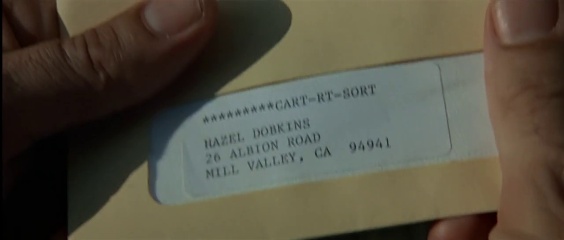 *********CART-RT-SORT
HAZEL DOBKINS
26 ALBION ROAD
MILL VALLEY, CA 94941